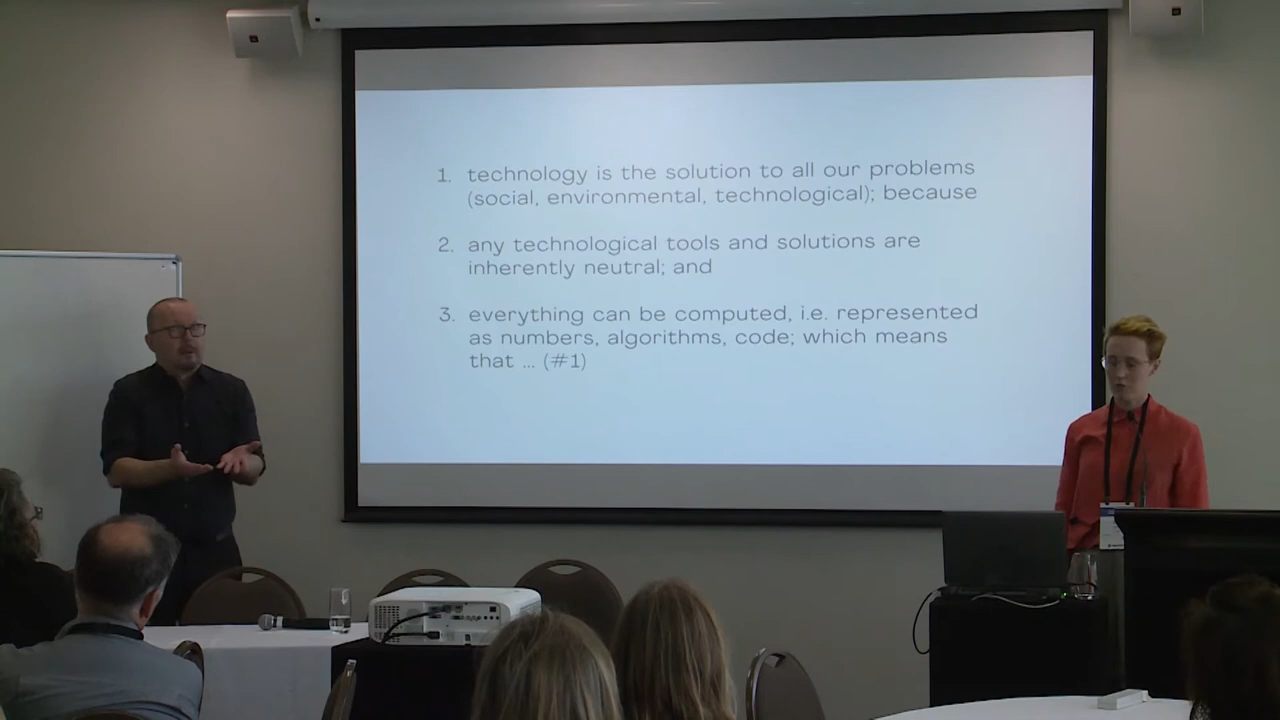 1. technology is the solution to all our problems
(social, environmental, technological); because
2. any technological tools and solutions are
inherently neutral; and
3. everything can be computed, i.e. represented
as numbers, algorithms, code; which means
that ... (#1)